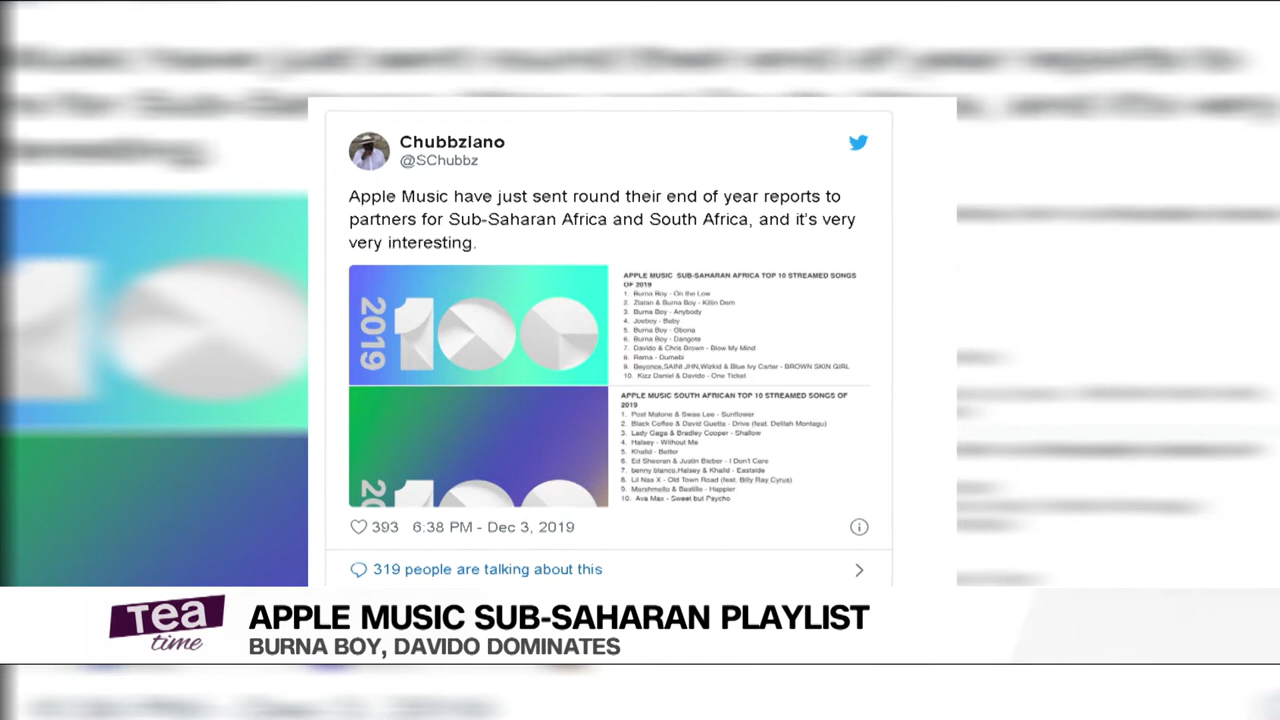 Chubbziano
@SChubbz
Apple Music have just sent round their end of year reports to
partners for Sub-Saharan Africa and South Africa, and it's very
very interesting.
2019
100
APPLE MUSIC SUB-SAHARAN AFRICA TOP 10 STREAMED SONGS
OF 2019
1. Burna Boy - On the Low
2. Zlatan & Burna Boy - Killin Dem
3. Burna Boy - Anybody
4. Joeboy - Baby
5. Burna Boy - Gbona
6. Burna Boy - Dangote
7. Davido & Chris Brown - Blow My Mind
8. Rema - Dumebi
9. Beyonce,SAINt JHN,Wizkid & Blue Ivy Carter - BROWN SKIN GIRL
10. Kizz Daniel & Davido - One Ticket
APPLE MUSIC SOUTH AFRICAN TOP 10 STREAMED SONGS OF
2019
1. Post Malone & Swae Lee - Sunflower
2. Black Coffee & David Guetta - Drive (feat. Delilah Montagu)
3. Lady Gaga & Bradley Cooper - Shallow
4. Halsey - Without Me
5. Khalid - Better
6. Ed Sheeran & Justin Bieber - I Don't Care
7. benny blanco,Halsey & Khalid - Eastside
8. Lil Nas X - Old Town Road (feat. Billy Ray Cyrus)
9. Marshmello & Bastille - Happier
10. Ava Max - Sweet but Psycho
20
100
393 6:38 PM - Dec 3, 2019
319 people are talking about this
Tea
time
APPLE MUSIC SUB-SAHARAN PLAYLIST
BURNA BOY, DAVIDO DOMINATES